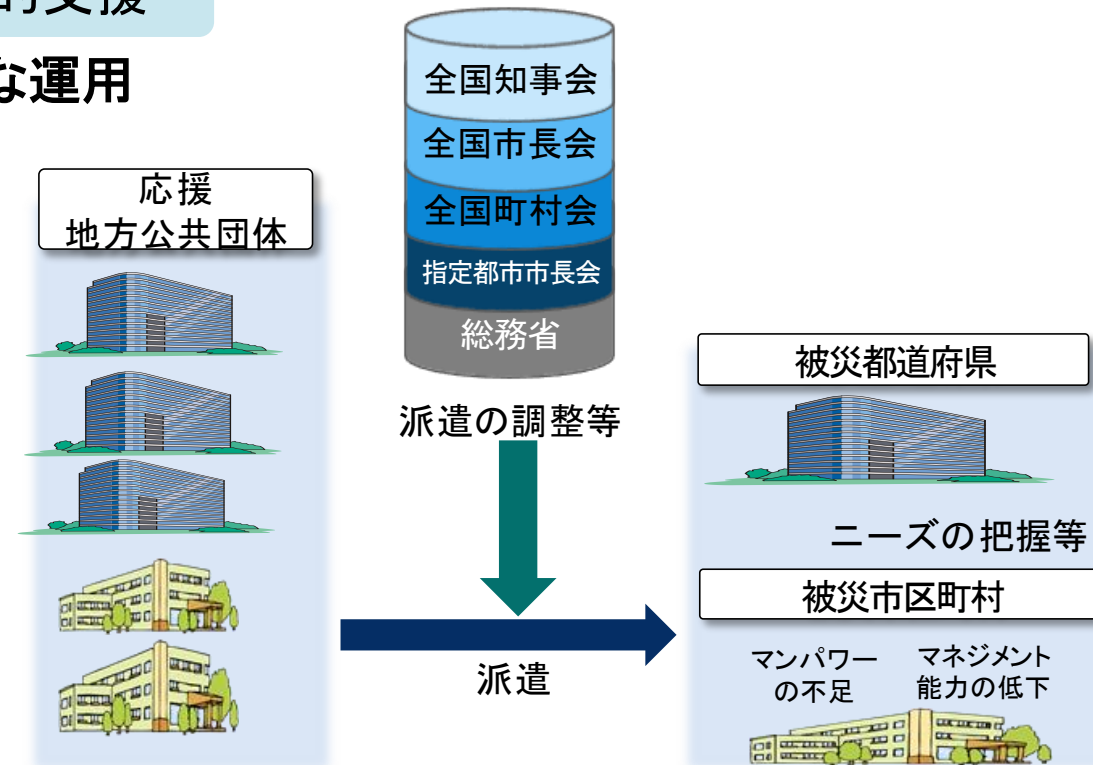 的支援
な運用
全国知事会
全国市長会
全国町村会
指定都市市長会
総務省
応援
地方公共団体
派遣の調整等
派遣
被災都道府県
ニーズの把握等
被災市区町村
マンパワー
の不足
マネジメント
能力の低下